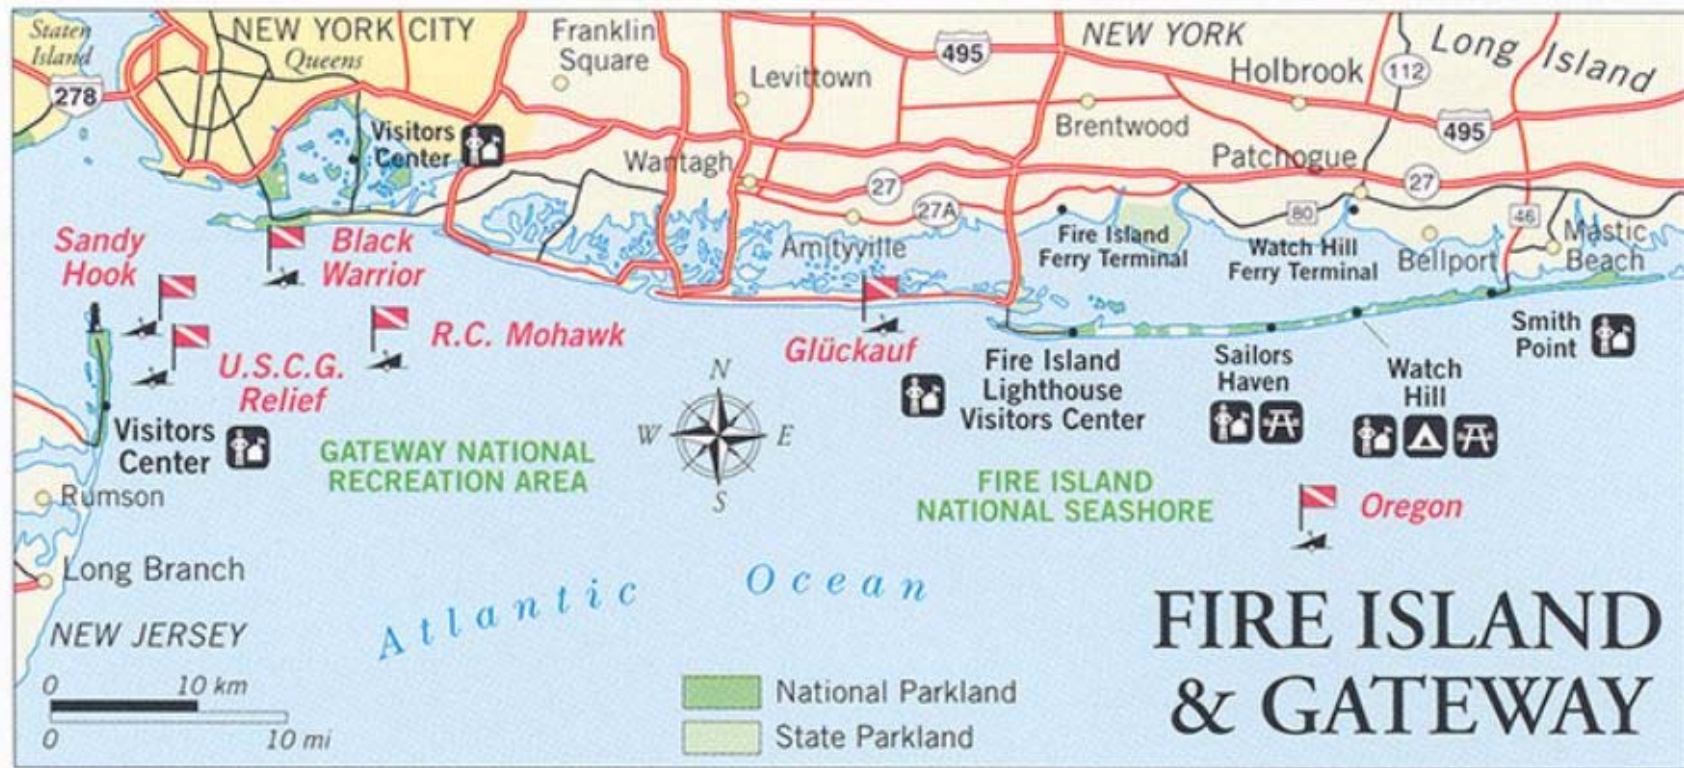 Staten
Island
NEW YORK CITY
Queens
278
Franklin
Square
Levittown
495
NEW YORK
Long Island
Holbrook
112
Brentwood
495
Visitors
Center
Wantagh
27
Patchogue
27
27A
80
46
Amityville
Fire Island
Ferry Terminal
Watch Hill
Ferry Terminal
Bellport
Mastic
Beach
Sandy
Hook
Black
Warrior
R.C. Mohawk
U.S.C.G.
Relief
Glückauf
Fire Island
Lighthouse
Visitors Center
Sailors
Haven
Watch
Hill
Smith
Point
N
W
E
S
Visitors
Center
GATEWAY NATIONAL
RECREATION AREA
FIRE ISLAND
NATIONAL SEASHORE
Oregon
Rumson
Long Branch
NEW JERSEY
Atlantic Ocean
0 10 km
0 10 mi
National Parkland
State Parkland
FIRE ISLAND
& GATEWAY